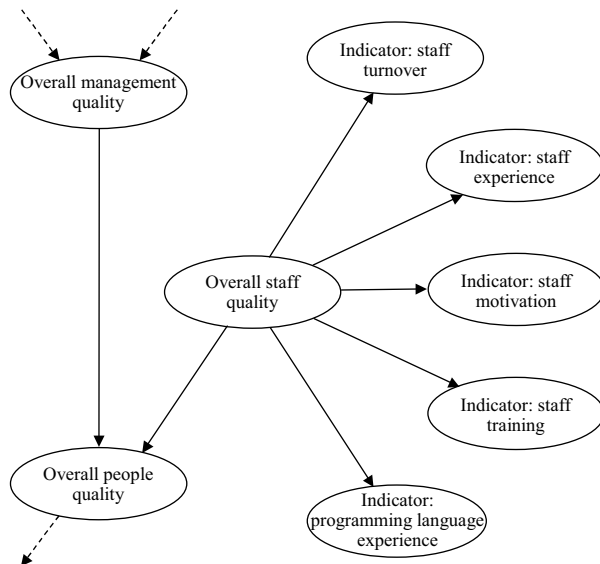 Indicator: staff
turnover
Overall management
quality
Indicator: staff
experience
Overall staff
quality
Indicator: staff
motivation
Indicator: staff
training
Overall people
quality
Indicator:
programming language
experience